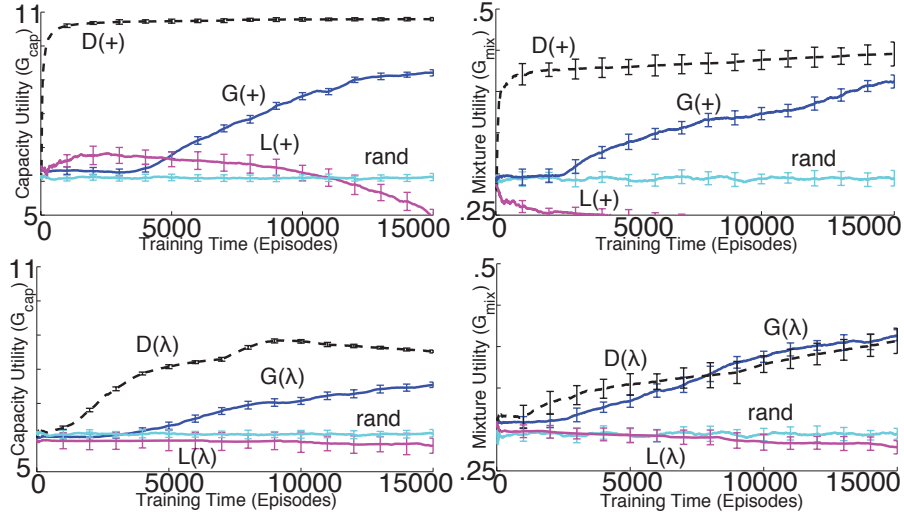 11
Capacity Utility (G_cap)
D(+)
G(+)
L(+)
rand
5
0 5000 10000 15000
Training Time (Episodes)
.5
Mixture Utility (G_mix)
D(+)
G(+)
rand
L(+)
.25
0 5000 10000 15000
Training Time (Episodes)
11
Capacity Utility (G_cap)
D(λ)
G(λ)
rand
L(λ)
5
0 5000 10000 15000
Training Time (Episodes)
.5
Mixture Utility (G_mix)
G(λ)
D(λ)
rand
L(λ)
.25
0 5000 10000 15000
Training Time (Episodes)